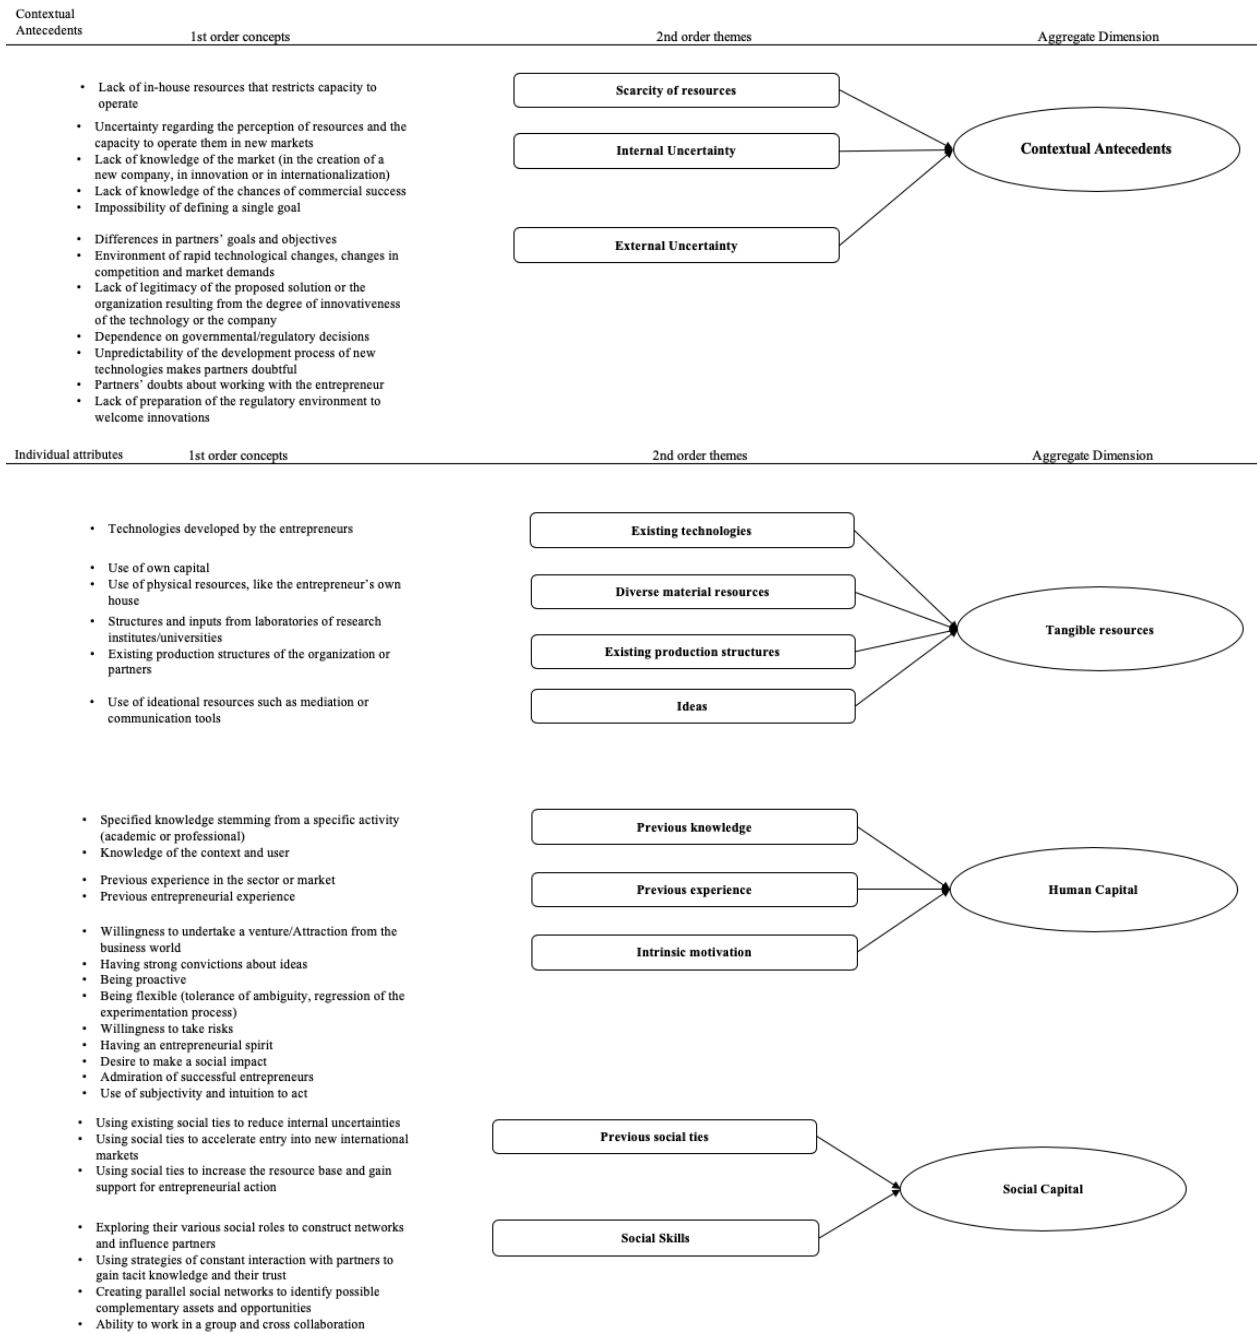 Contextual
Antecedents
1st order concepts
2nd order themes
Aggregate Dimension
• Lack of in-house resources that restricts capacity to
operate
• Uncertainty regarding the perception of resources and the
capacity to operate them in new markets
• Lack of knowledge of the market (in the creation of a
new company, in innovation or in internationalization)
• Lack of knowledge of the chances of commercial success
• Impossibility of defining a single goal
• Differences in partners’ goals and objectives
• Environment of rapid technological changes, changes in
competition and market demands
• Lack of legitimacy of the proposed solution or the
organization resulting from the degree of innovativeness
of the technology or the company
• Dependence on governmental/regulatory decisions
• Unpredictability of the development process of new
technologies makes partners doubtful
• Partners’ doubts about working with the entrepreneur
• Lack of preparation of the regulatory environment to
welcome innovations
Scarcity of resources
Internal Uncertainty
External Uncertainty
Contextual Antecedents
Individual attributes
1st order concepts
2nd order themes
Aggregate Dimension
• Technologies developed by the entrepreneurs
• Use of own capital
• Use of physical resources, like the entrepreneur’s own
house
• Structures and inputs from laboratories of research
institutes/universities
• Existing production structures of the organization or
partners
• Use of ideational resources such as mediation or
communication tools
Existing technologies
Diverse material resources
Existing production structures
Ideas
Tangible resources
• Specified knowledge stemming from a specific activity
(academic or professional)
• Knowledge of the context and user
• Previous experience in the sector or market
• Previous entrepreneurial experience
• Willingness to undertake a venture/Attraction from the
business world
• Having strong convictions about ideas
• Being proactive
• Being flexible (tolerance of ambiguity, regression of the
experimentation process)
• Willingness to take risks
• Having an entrepreneurial spirit
• Desire to make a social impact
• Admiration of successful entrepreneurs
• Use of subjectivity and intuition to act
Previous knowledge
Previous experience
Intrinsic motivation
Human Capital
• Using existing social ties to reduce internal uncertainties
• Using social ties to accelerate entry into new international
markets
• Using social ties to increase the resource base and gain
support for entrepreneurial action
• Exploring their various social roles to construct networks
and influence partners
• Using strategies of constant interaction with partners to
gain tacit knowledge and their trust
• Creating parallel social networks to identify possible
complementary assets and opportunities
• Ability to work in a group and cross collaboration
Previous social ties
Social Skills
Social Capital